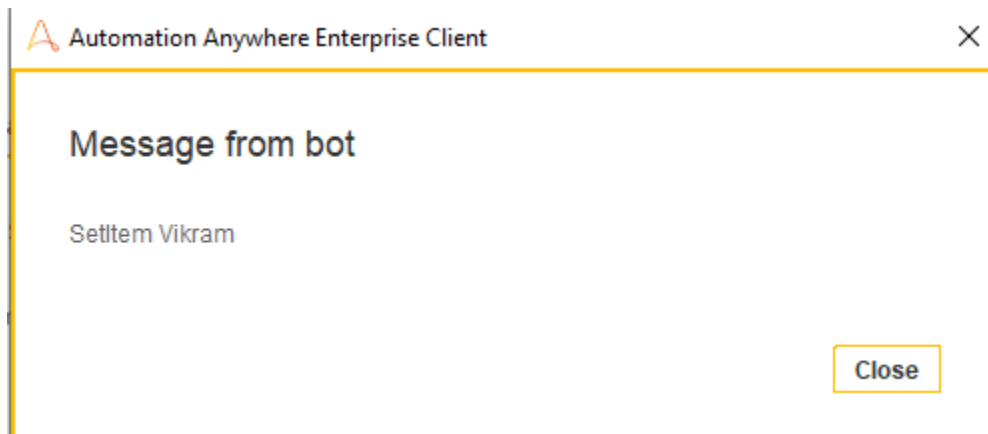 Automation Anywhere Enterprise Client
Message from bot
SetItem Vikram
Close